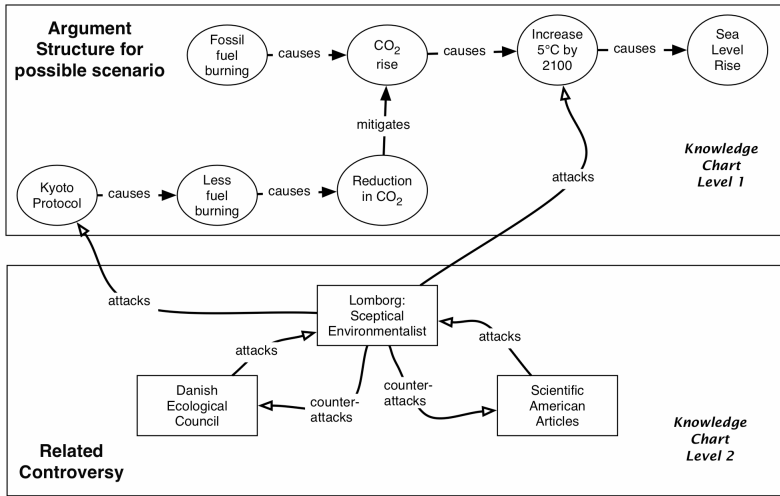 Argument
Structure for
possible scenario
Fossil
fuel
burning
causes
CO2
rise
causes
Increase
5°C by
2100
causes
Sea
Level
Rise
mitigates
Kyoto
Protocol
causes
Less
fuel
burning
causes
Reduction
in CO2
attacks
Knowledge
Chart
Level 1
attacks
Lomborg:
Sceptical
Environmentalist
attacks
attacks
Danish
Ecological
Council
counter-
attacks
counter-
attacks
Scientific
American
Articles
Related
Controversy
Knowledge
Chart
Level 2